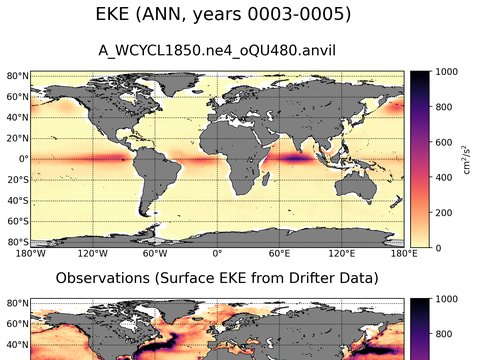 EKE (ANN, years 0003-0005)
A_WCYCL1850.ne4_oQU480.anvil
80°N
60°N
40°N
20°N
0°
20°S
40°S
60°S
80°S
180°W 120°W 60°W 0°E 60°E 120°E 180°E
1000
800
600
400
200
0
cm²/s²
Observations (Surface EKE from Drifter Data)
80°N
60°N
40°N
1000
800